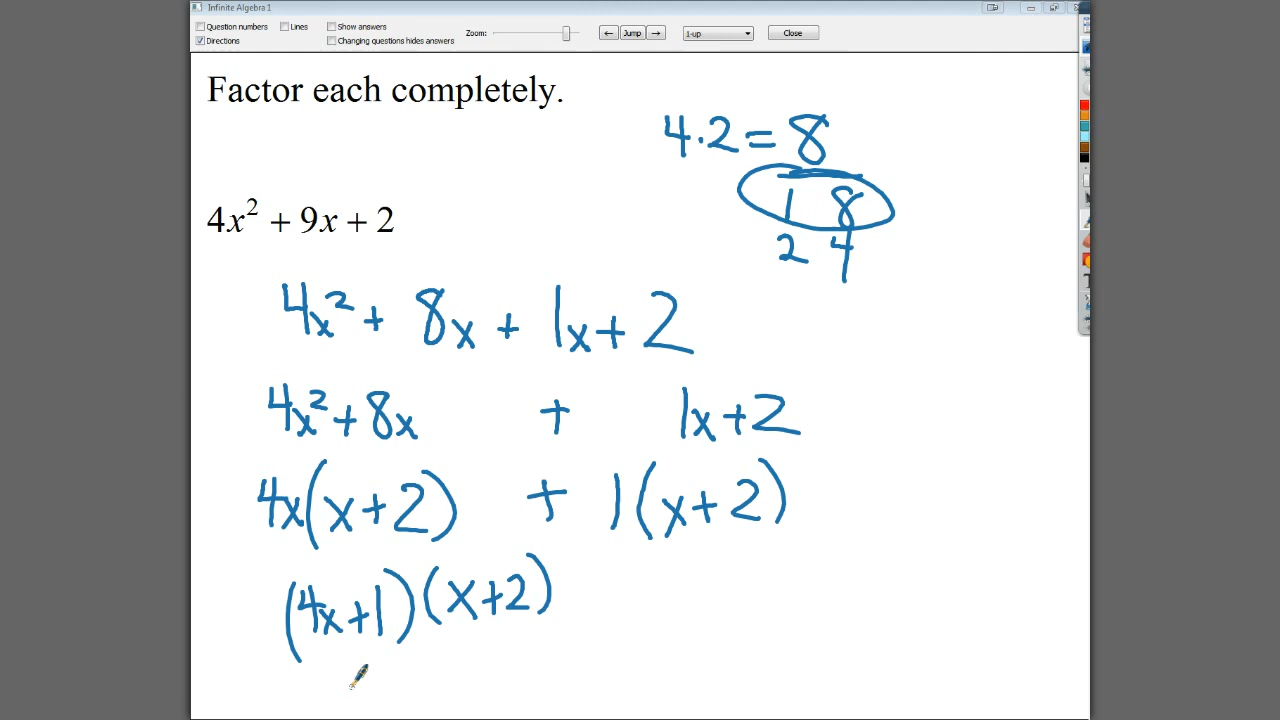 Infinite Algebra 1
Question numbers Lines Show answers
Directions Changing questions hides answers
Zoom: ← Jump → 1-up Close
Factor each completely.
4·2=8
1 8
2 4
4x² + 9x + 2
4x² + 8x + 1x + 2
4x² + 8x + 1x + 2
4x(x+2) + 1(x+2)
(4x+1)(x+2)